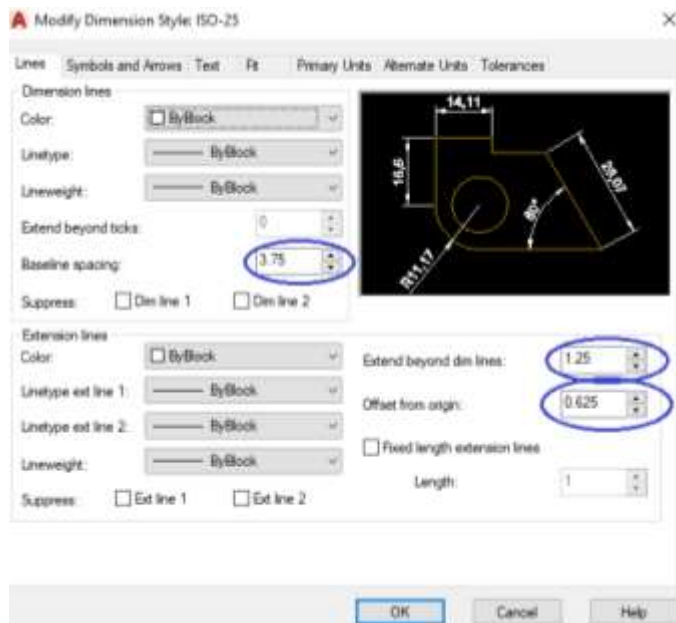 Modify Dimension Style: ISO-25
Lines Symbols and Arrows Text Fit Primary Units Alternate Units Tolerances
Dimension lines
Color: ByBlock
Linetype: ByBlock
Lineweight: ByBlock
Extend beyond ticks: 0
Baseline spacing: 3.75
Suppress: Dim line 1 Dim line 2
14,11
16,6
28,07
80°
R11,17
Extension lines
Color: ByBlock
Linetype ext line 1: ByBlock
Linetype ext line 2: ByBlock
Lineweight: ByBlock
Suppress: Ext line 1 Ext line 2
Extend beyond dim lines: 1.25
Offset from origin: 0.625
Fixed length extension lines
Length: 1
OK Cancel Help